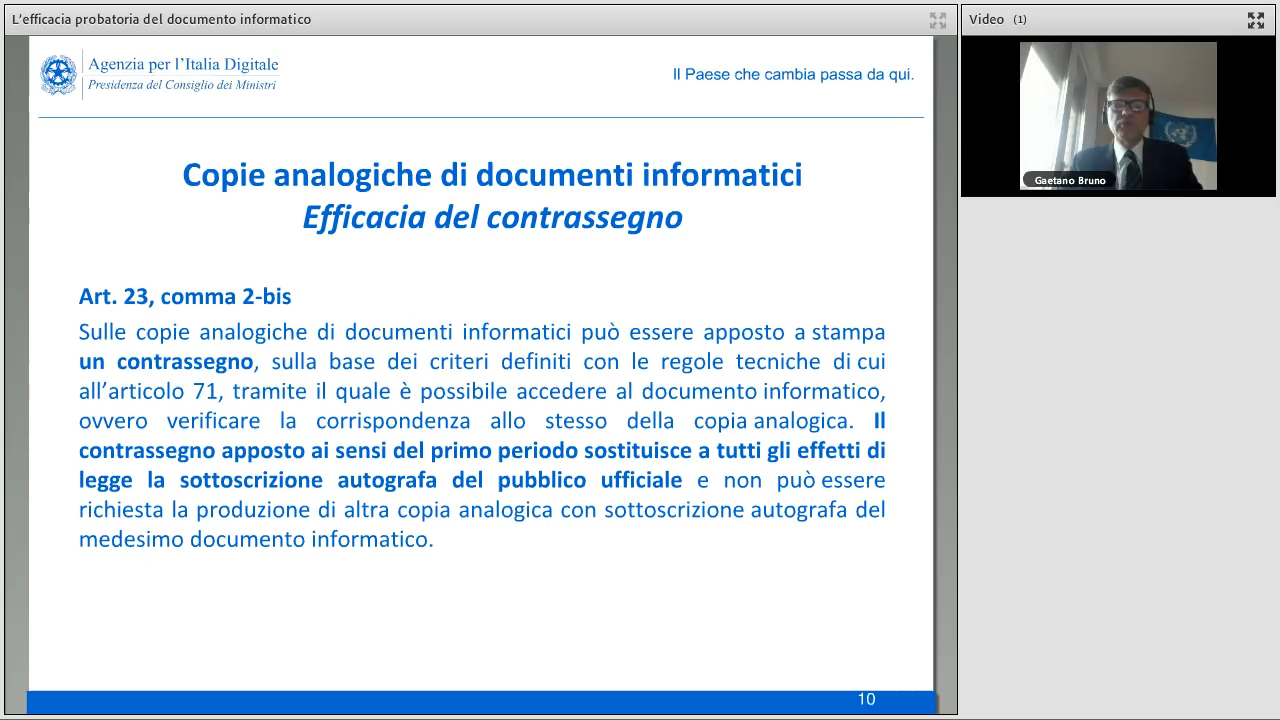 L'efficacia probatoria del documento informatico
Video (1)
Agenzia per l'Italia Digitale
Presidenza del Consiglio dei Ministri
Il Paese che cambia passa da qui.
Gaetano Bruno
Copie analogiche di documenti informatici
Efficacia del contrassegno
Art. 23, comma 2-bis
Sulle copie analogiche di documenti informatici può essere apposto a stampa
un contrassegno, sulla base dei criteri definiti con le regole tecniche di cui
all'articolo 71, tramite il quale è possibile accedere al documento informatico,
ovvero verificare la corrispondenza allo stesso della copia analogica. Il
contrassegno apposto ai sensi del primo periodo sostituisce a tutti gli effetti di
legge la sottoscrizione autografa del pubblico ufficiale e non può essere
richiesta la produzione di altra copia analogica con sottoscrizione autografa del
medesimo documento informatico.
10